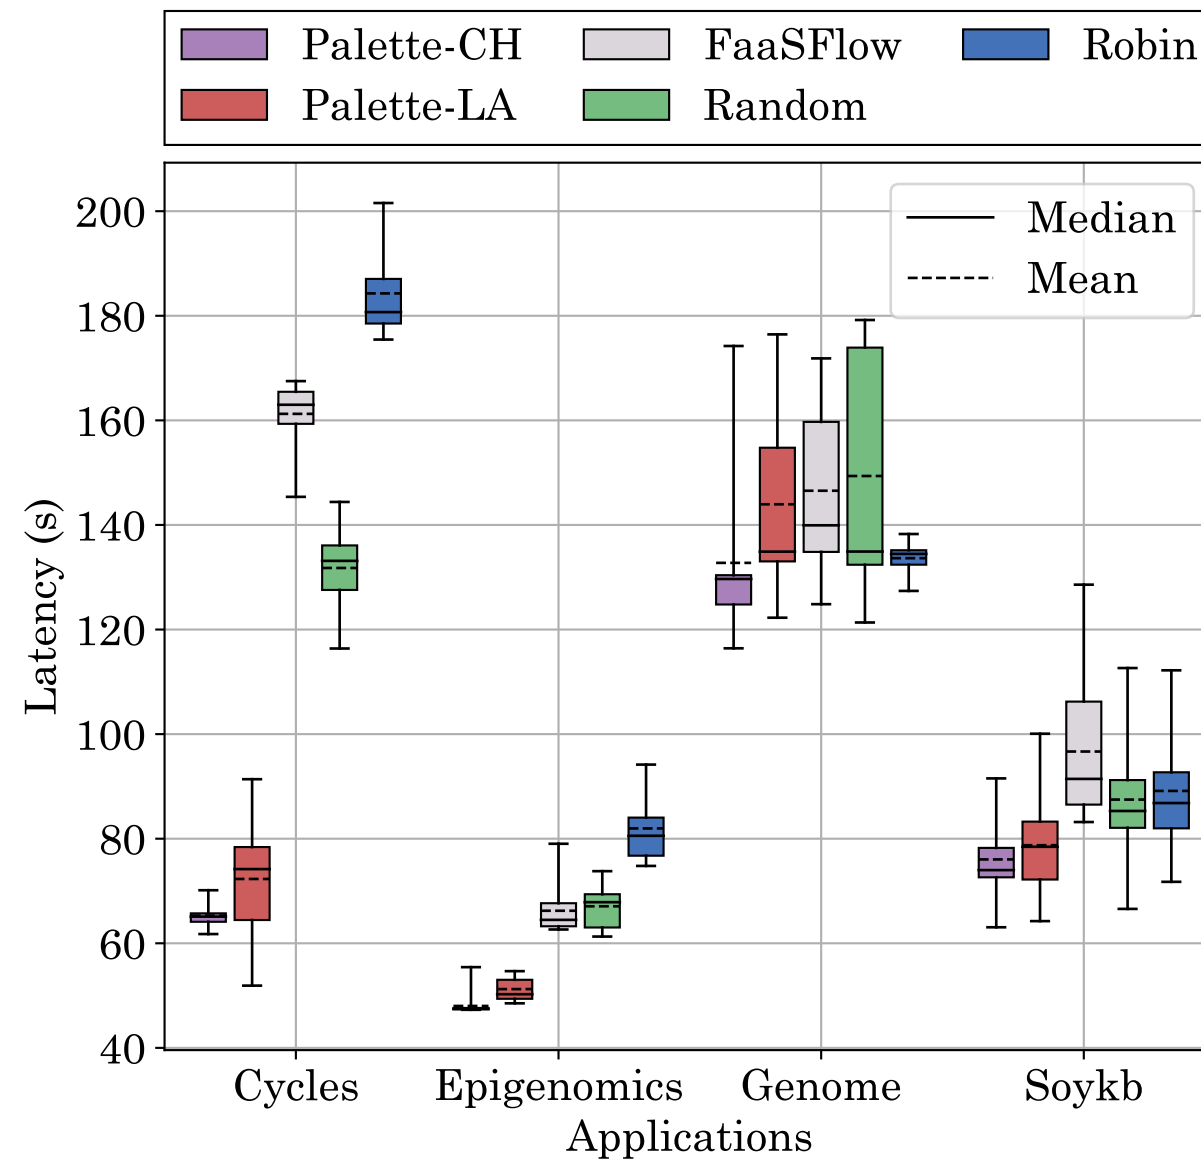 Palette-CH FaaSFlow Robin
Palette-LA Random
Median
Mean
200
180
160
140
120
100
80
60
40
Latency (s)
Cycles Epigenomics Genome Soykb
Applications